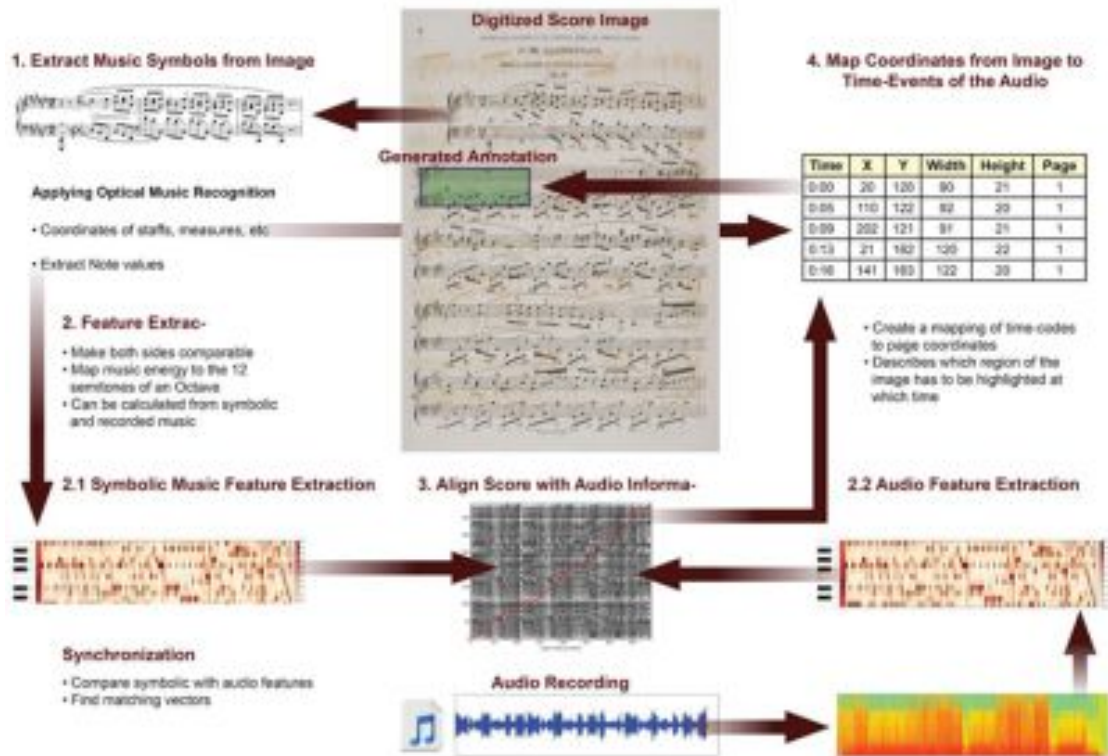 Digitized Score Image
1. Extract Music Symbols from Image
4. Map Coordinates from Image to
Time-Events of the Audio
Generated Annotation
Applying Optical Music Recognition
• Coordinates of staffs, measures, etc
• Extract Note values
Time X Y Width Height Page
0:00 20 120 90 21 1
0:05 110 122 92 20 1
0:09 202 121 91 21 1
0:13 21 162 120 22 1
0:16 141 163 122 20 1
2. Feature Extrac-
• Make both sides comparable
• Map music energy to the 12
semitones of an Octave
• Can be calculated from symbolic
and recorded music
• Create a mapping of time-codes
to page coordinates
• Describes which region of the
image has to be highlighted at
which time
2.1 Symbolic Music Feature Extraction
3. Align Score with Audio Informa-
2.2 Audio Feature Extraction
Synchronization
• Compare symbolic with audio features
• Find matching vectors
Audio Recording